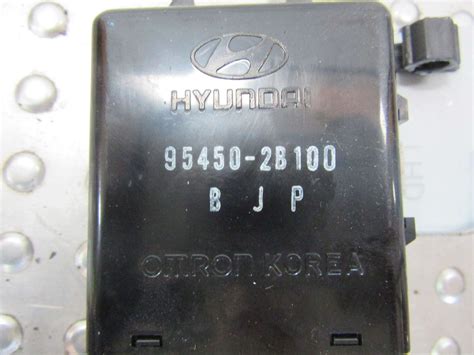 HYUNDAI
95450-2B100
B J P
OMRON KOREA